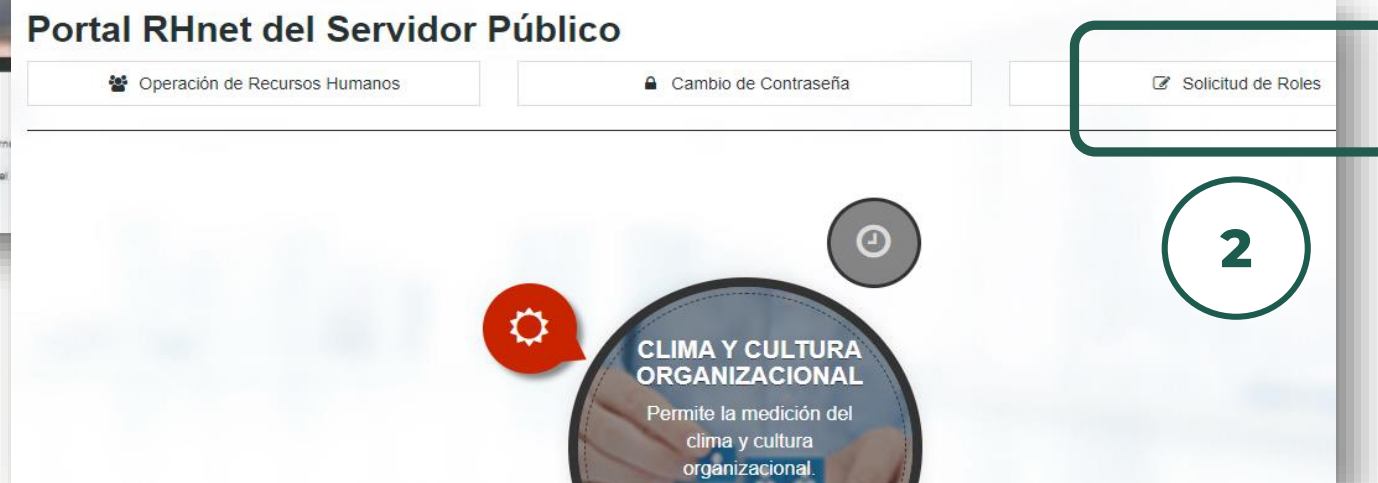 Portal RHnet del Servidor Público
Operación de Recursos Humanos
Cambio de Contraseña
Solicitud de Roles
2
CLIMA Y CULTURA
ORGANIZACIONAL
Permite la medición del
clima y cultura
organizacional.